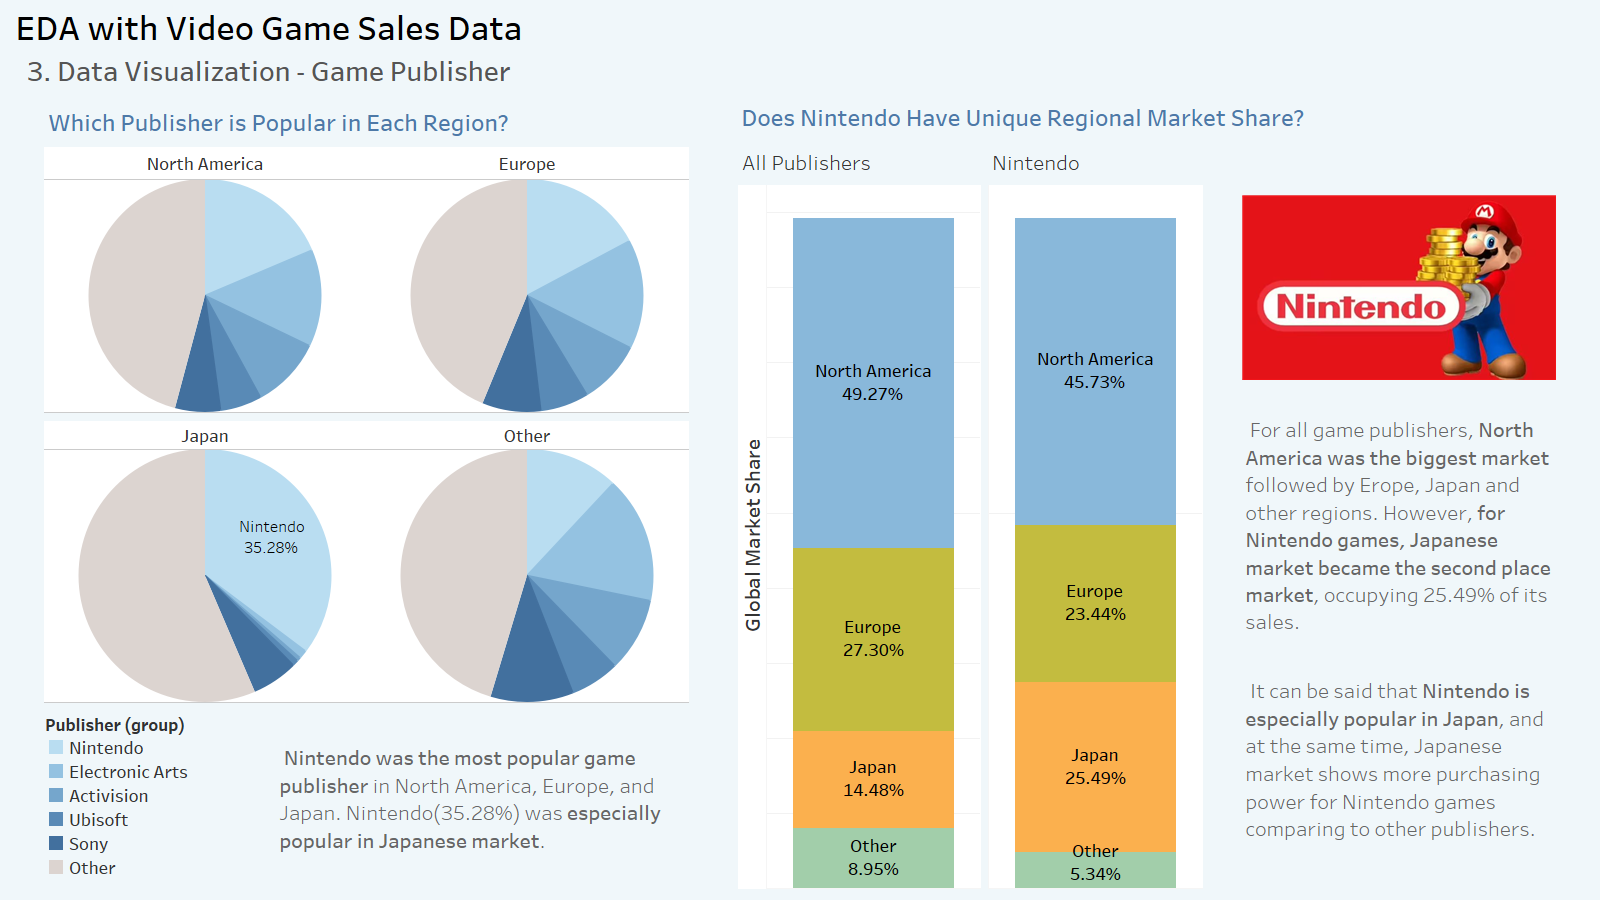 EDA with Video Game Sales Data
3. Data Visualization - Game Publisher
Which Publisher is Popular in Each Region?
North America
Europe
Japan
Other
Nintendo
35.28%
Publisher (group)
Nintendo
Electronic Arts
Activision
Ubisoft
Sony
Other
Nintendo was the most popular game
publisher in North America, Europe, and
Japan. Nintendo(35.28%) was especially
popular in Japanese market.
Does Nintendo Have Unique Regional Market Share?
All Publishers
Nintendo
Global Market Share
North America
49.27%
Europe
27.30%
Japan
14.48%
Other
8.95%
North America
45.73%
Europe
23.44%
Japan
25.49%
Other
5.34%
M
Nintendo
For all game publishers, North
America was the biggest market
followed by Erope, Japan and
other regions. However, for
Nintendo games, Japanese
market became the second place
market, occupying 25.49% of its
sales.
It can be said that Nintendo is
especially popular in Japan, and
at the same time, Japanese
market shows more purchasing
power for Nintendo games
comparing to other publishers.